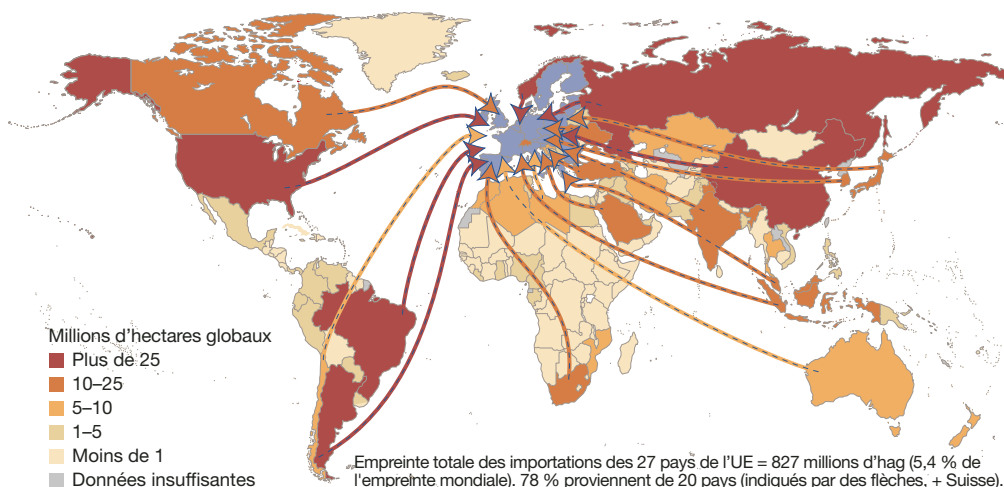 Millions d'hectares globaux
Plus de 25
10–25
5–10
1–5
Moins de 1
Données insuffisantes
Empreinte totale des importations des 27 pays de l'UE = 827 millions d'hag (5,4 % de
l'empreinte mondiale). 78 % proviennent de 20 pays (indiqués par des flèches, + Suisse).